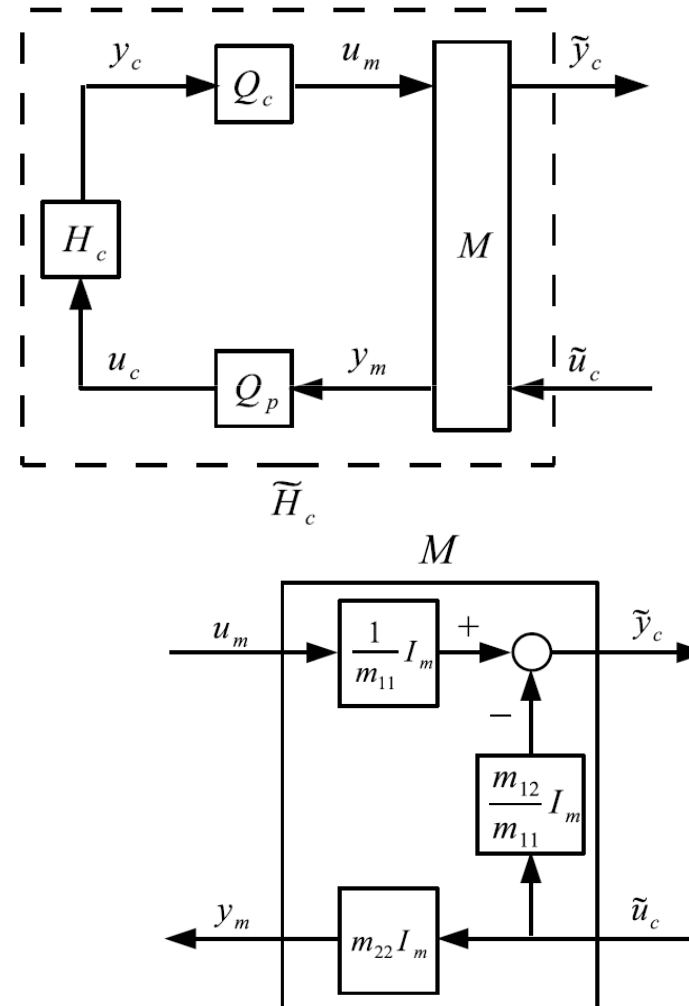 y_c u_m ỹ_c
Q_c
H_c M
u_c y_m ũ_c
Q_p
H̃_c
M
u_m 1/m_11 I_m + ỹ_c
−
m_12/m_11 I_m
y_m m_22 I_m ũ_c